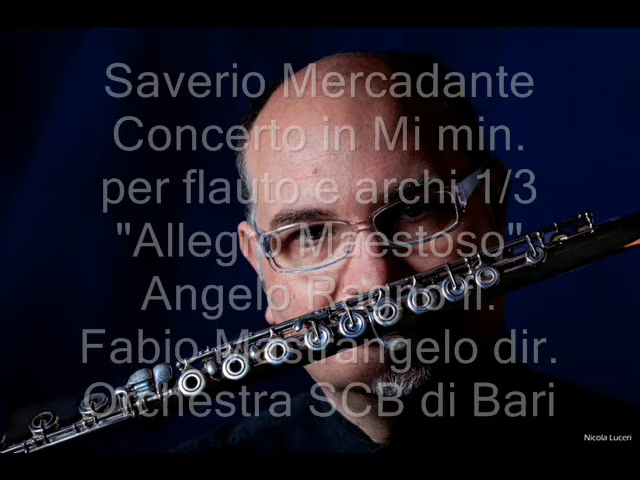 Saverio Mercadante
Concerto in Mi min.
per flauto e archi 1/3
"Allegro Maestoso"
Angelo fl.
Fabio Mastrangelo dir.
Orchestra SCB di Bari
Nicola Luceri